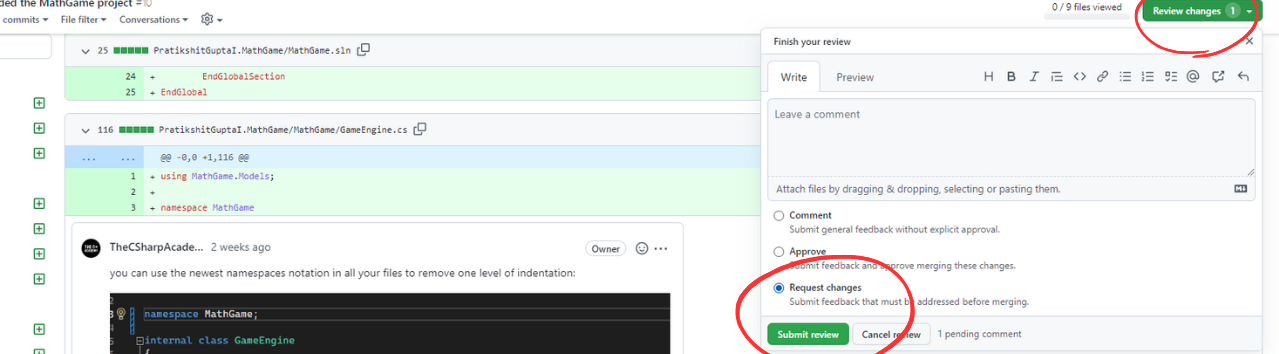 ded the MathGame project #10
commits
File filter
Conversations
0 / 9 files viewed
Review changes 1
25 PratikshitGuptaI.MathGame/MathGame.sln
24 + EndGlobalSection
25 + EndGlobal
116 PratikshitGuptaI.MathGame/MathGame/GameEngine.cs
... ... @@ -0,0 +1,116 @@
1 + using MathGame.Models;
2 +
3 + namespace MathGame
TheCSharpAcade... 2 weeks ago
Owner
you can use the newest namespaces notation in all your files to remove one level of indentation:
namespace MathGame;
internal class GameEngine
{
Finish your review
Write
Preview
Leave a comment
Attach files by dragging & dropping, selecting or pasting them.
Comment
Submit general feedback without explicit approval.
Approve
Submit feedback and approve merging these changes.
Request changes
Submit feedback that must be addressed before merging.
Submit review
Cancel review
1 pending comment